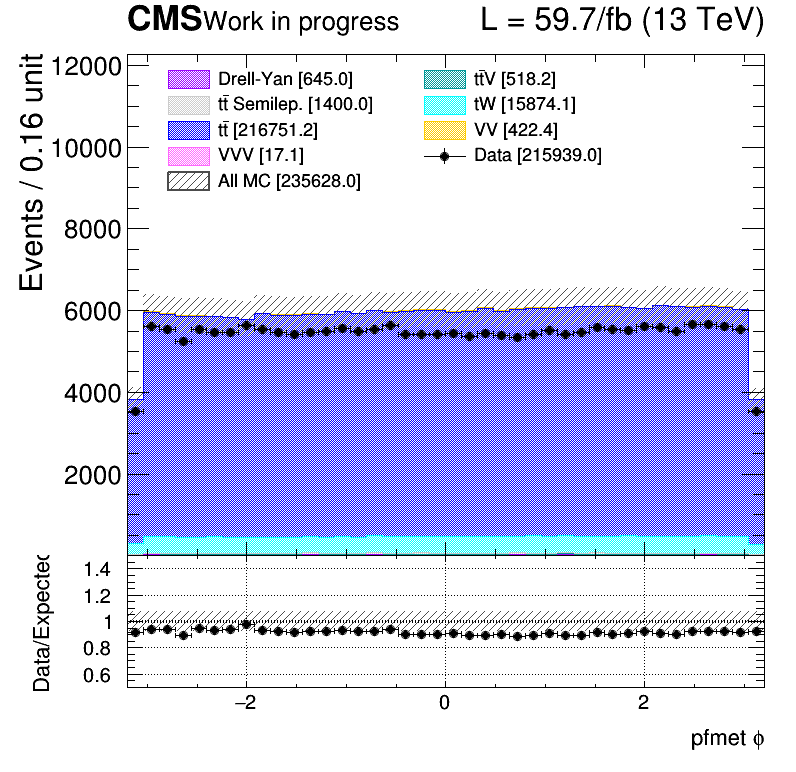 CMS Work in progress L = 59.7/fb (13 TeV)
Events / 0.16 unit
12000
10000
8000
6000
4000
2000
Drell-Yan [645.0]
tt̄ Semilep. [1400.0]
tt̄ [216751.2]
VVV [17.1]
All MC [235628.0]
tt̄V [518.2]
tW [15874.1]
VV [422.4]
Data [215939.0]
Data/Expected
1.4
1.2
1
0.8
0.6
−2 0 2
pfmet ϕ